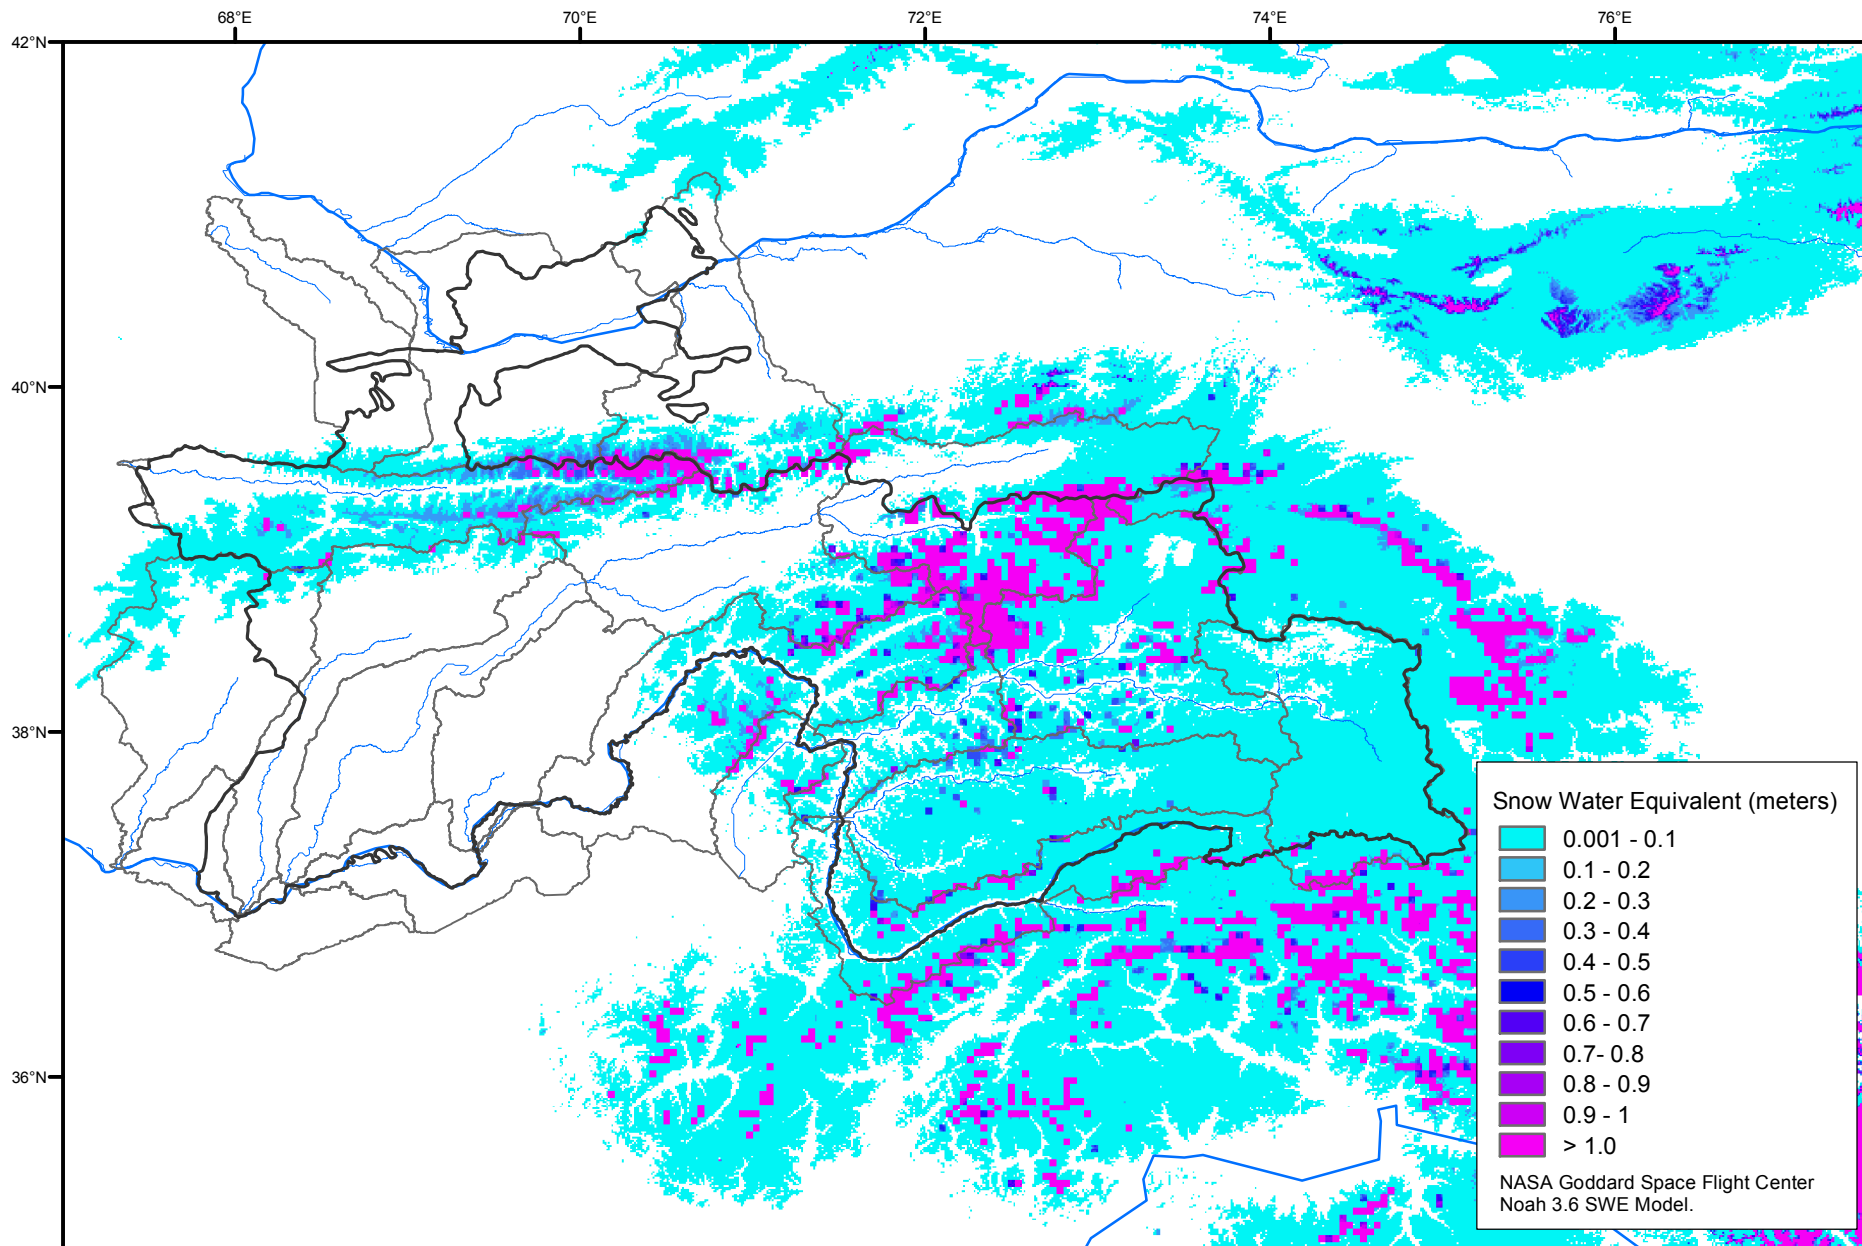 68°E
70°E
72°E
74°E
76°E
42°N
40°N
38°N
36°N
Snow Water Equivalent (meters)
0.001 - 0.1
0.1 - 0.2
0.2 - 0.3
0.3 - 0.4
0.4 - 0.5
0.5 - 0.6
0.6 - 0.7
0.7- 0.8
0.8 - 0.9
0.9 - 1
> 1.0
NASA Goddard Space Flight Center
Noah 3.6 SWE Model.